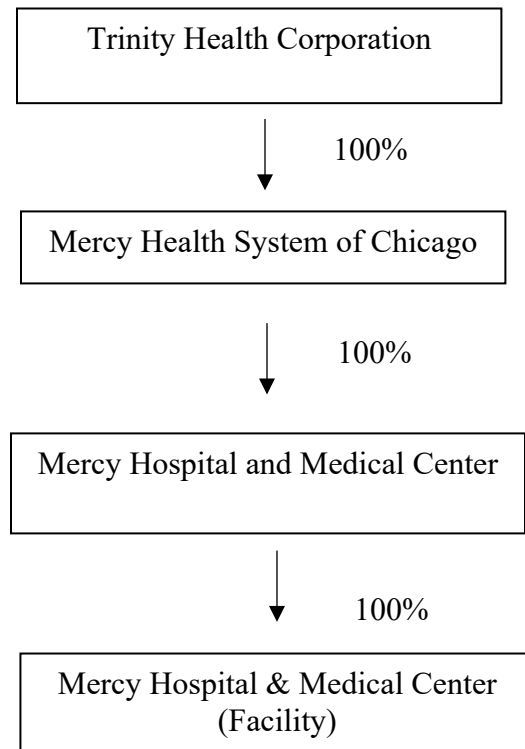 Trinity Health Corporation
100%
Mercy Health System of Chicago
100%
Mercy Hospital and Medical Center
100%
Mercy Hospital & Medical Center
(Facility)